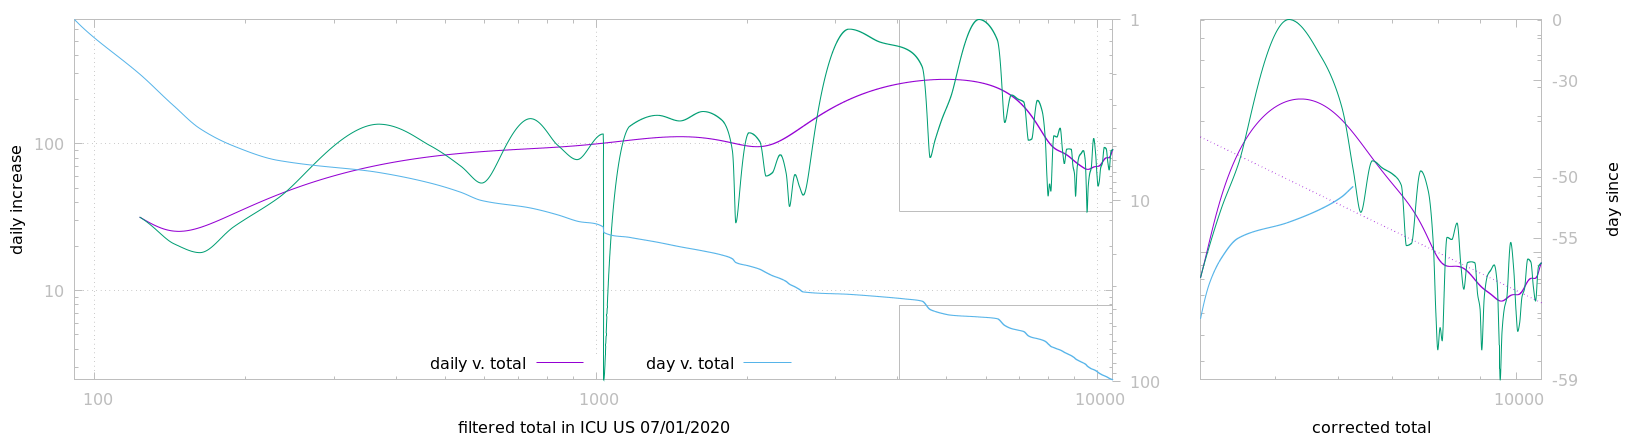 1
0
-30
daily increase
100
10
daily v. total
day v. total
10
100
-50
-55
-59
day since
100
1000
10000
10000
filtered total in ICU US 07/01/2020
corrected total